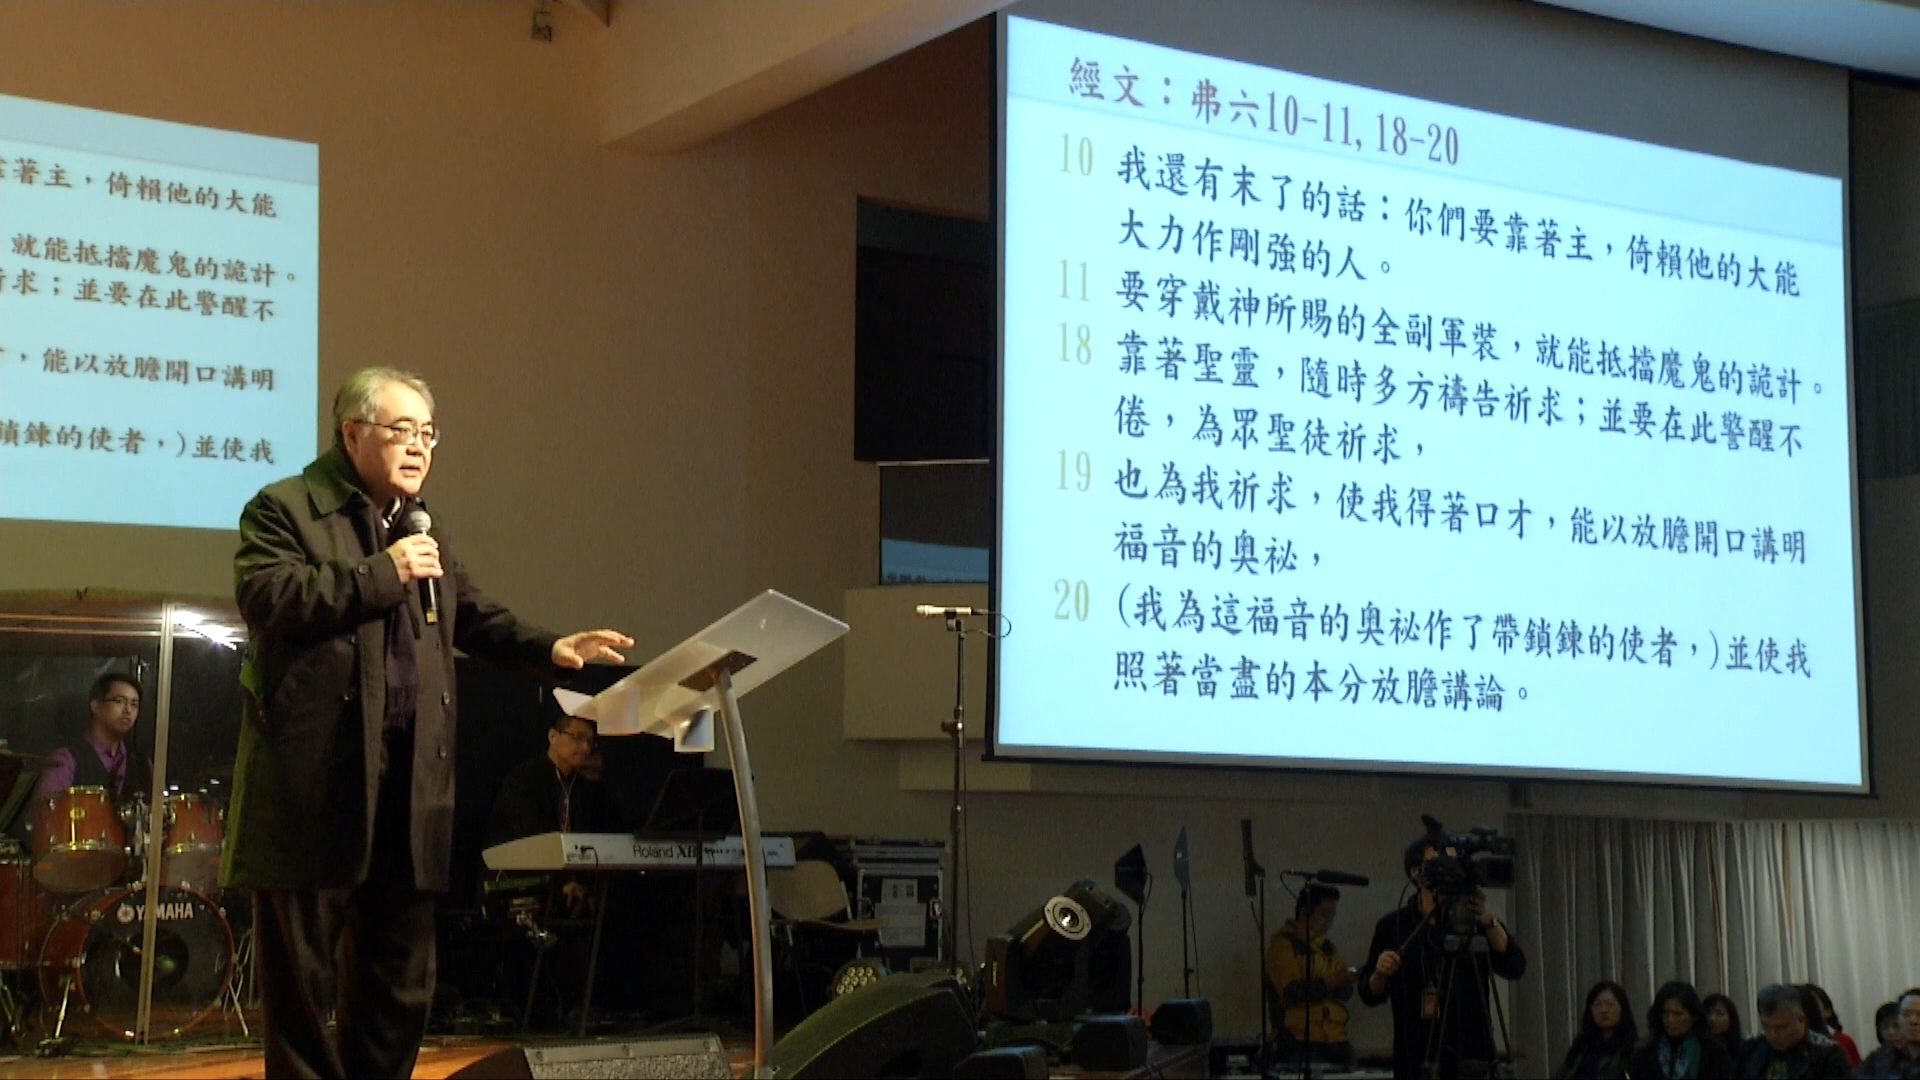 經文：弗六10-11, 18-20
10 我還有末了的話：你們要靠著主，倚賴他的大能
大力作剛強的人。
11 要穿戴神所賜的全副軍裝，就能抵擋魔鬼的詭計。
18 靠著聖靈，隨時多方禱告祈求；並要在此警醒不
倦，為眾聖徒祈求，
19 也為我祈求，使我得著口才，能以放膽開口講明
福音的奧祕，
20 (我為這福音的奧祕作了帶鎖鍊的使者，)並使我
照著當盡的本分放膽講論。
著主，倚賴他的大能
就能抵擋魔鬼的詭計。
求；並要在此警醒不
，能以放膽開口講明
鎖鍊的使者，)並使我
Roland
YAMAHA